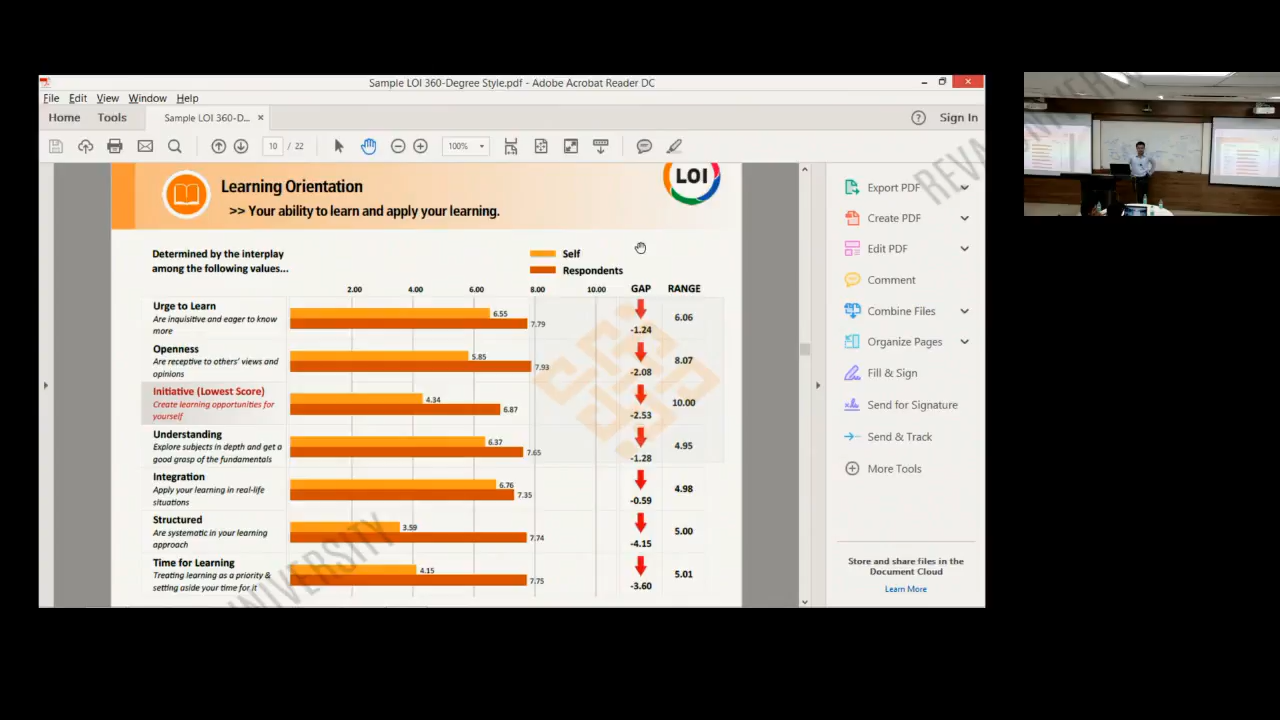 Sample LOI 360-Degree Style.pdf - Adobe Acrobat Reader DC
File Edit View Window Help
Home Tools Sample LOI 360-D... × Sign In
10 / 22 100%
Learning Orientation
>> Your ability to learn and apply your learning.
LOI
Determined by the interplay
among the following values...
Self
Respondents
2.00 4.00 6.00 8.00 10.00 GAP RANGE
Urge to Learn
Are inquisitive and eager to know
more
6.55
7.79
-1.24
6.06
Openness
Are receptive to others' views and
opinions
5.85
7.93
-2.08
8.07
Initiative (Lowest Score)
Create learning opportunities for
yourself
4.34
6.87
-2.53
10.00
Understanding
Explore subjects in depth and get a
good grasp of the fundamentals
6.37
7.65
-1.28
4.95
Integration
Apply your learning in real-life
situations
6.76
7.35
-0.59
4.98
Structured
Are systematic in your learning
approach
3.59
7.74
-4.15
5.00
Time for Learning
Treating learning as a priority &
setting aside your time for it
4.15
7.75
-3.60
5.01
Export PDF
Create PDF
Edit PDF
Comment
Combine Files
Organize Pages
Fill & Sign
Send for Signature
Send & Track
More Tools
Store and share files in the
Document Cloud
Learn More